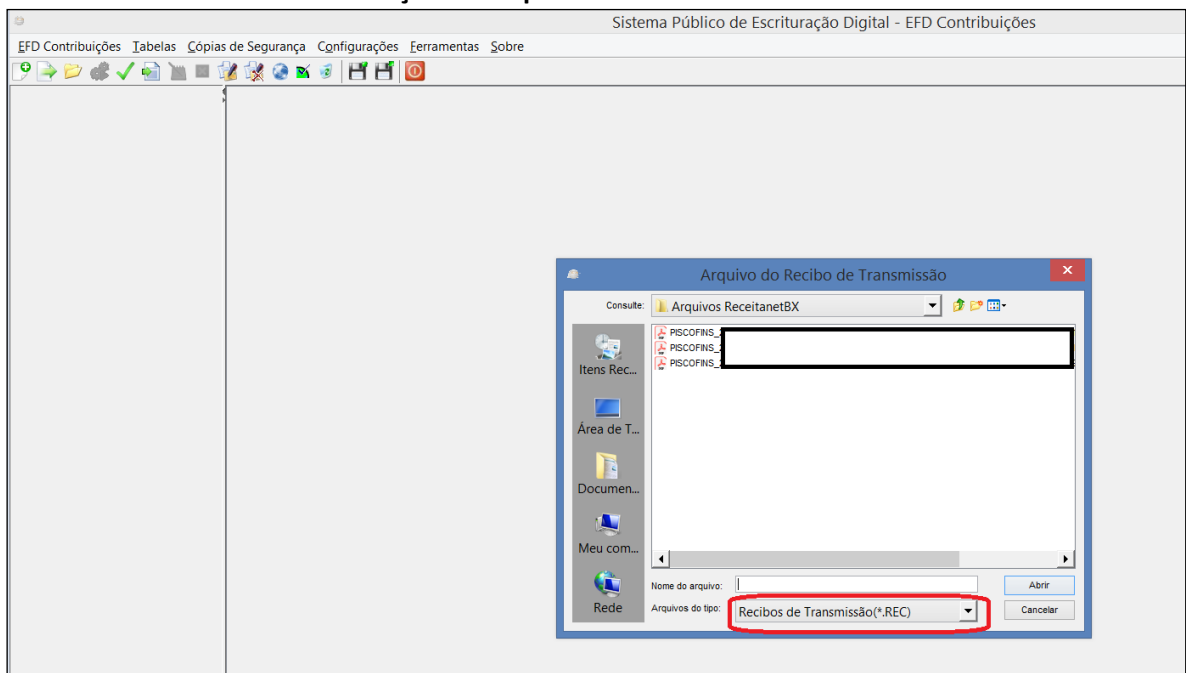 Sistema Público de Escrituração Digital - EFD Contribuições
EFD Contribuições Tabelas Cópias de Segurança Configurações Ferramentas Sobre
Arquivo do Recibo de Transmissão
Consulte: Arquivos ReceitanetBX
PISCOFINS_
PISCOFINS_
PISCOFINS_
Itens Rec...
Área de T...
Documen...
Meu com...
Rede
Nome do arquivo:
Abrir
Arquivos do tipo: Recibos de Transmissão(*.REC)
Cancelar